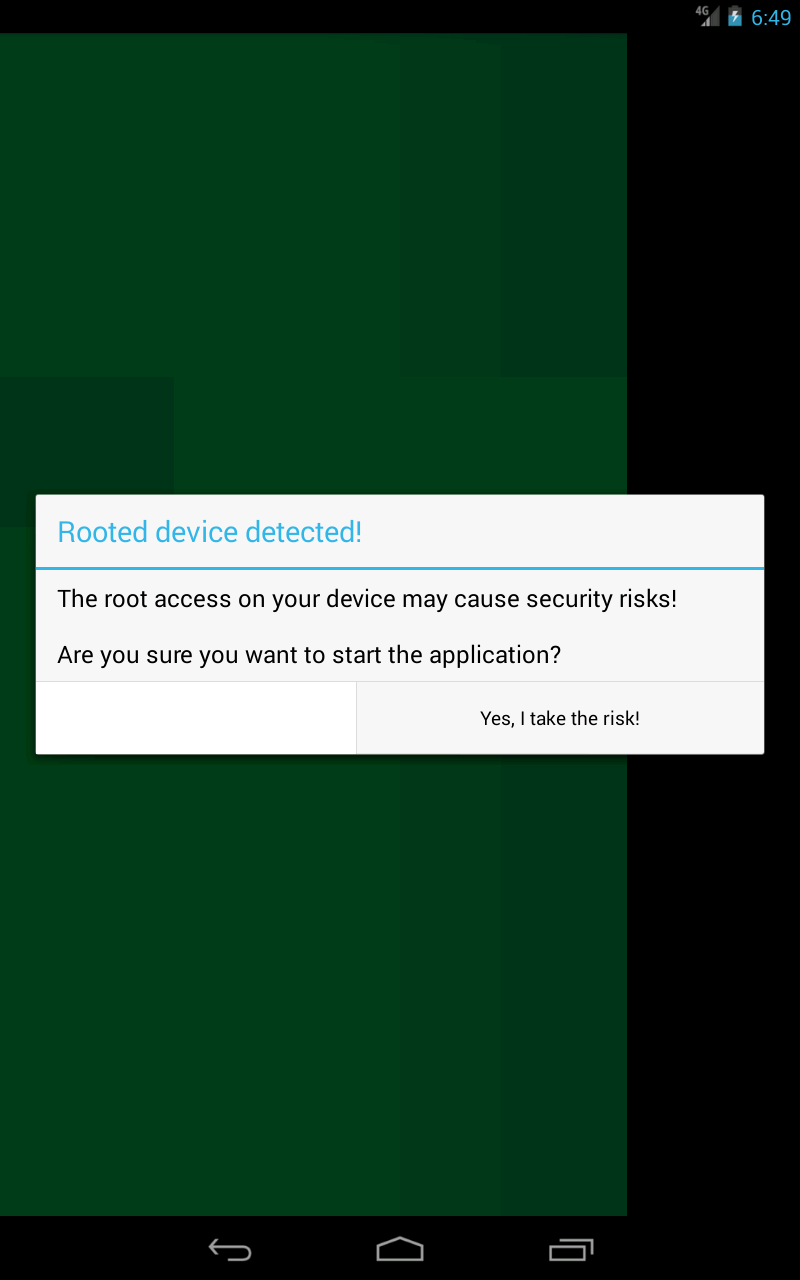 4G
6:49
Rooted device detected!
The root access on your device may cause security risks!
Are you sure you want to start the application?
Yes, I take the risk!